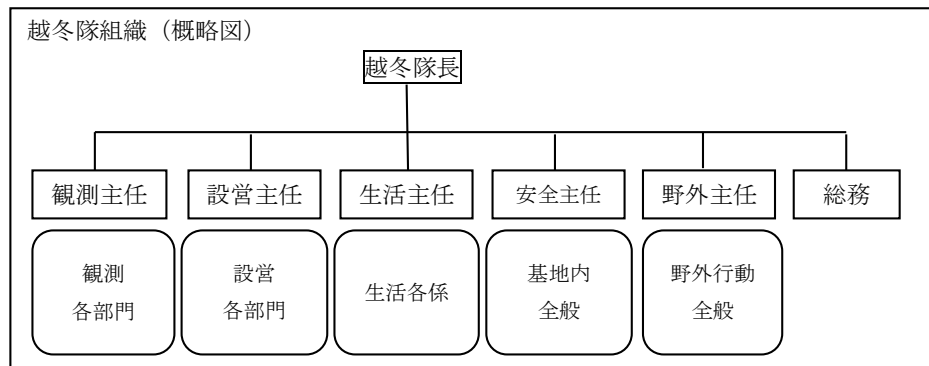 越冬隊組織（概略図）
越冬隊長
観測主任
設営主任
生活主任
安全主任
野外主任
総務
観測
各部門
設営
各部門
生活各係
基地内
全般
野外行動
全般